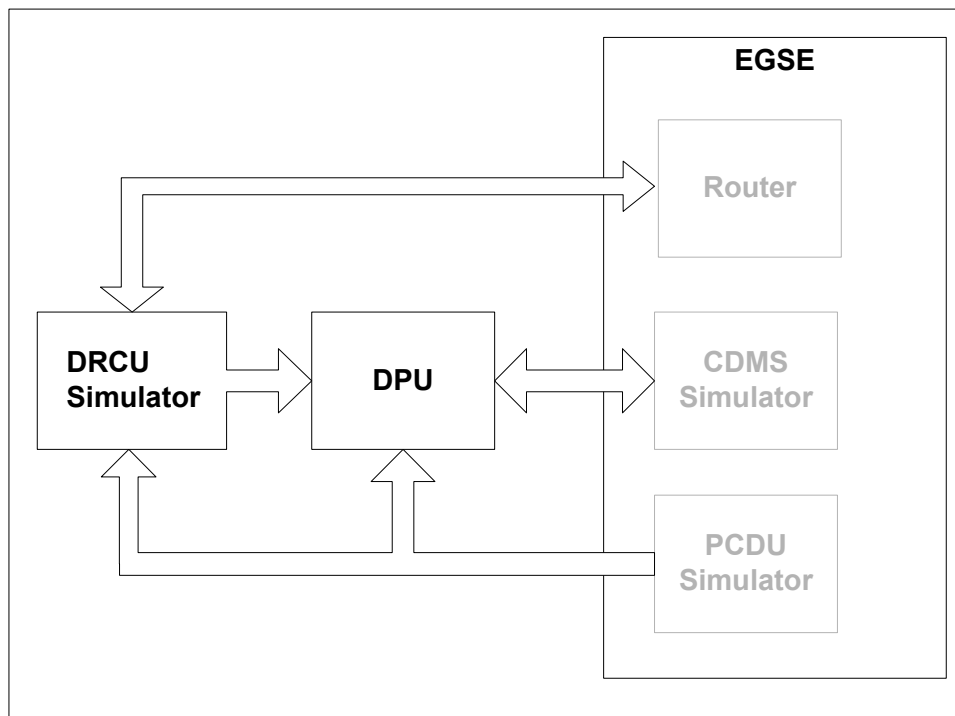 EGSE
Router
DRCU
Simulator
DPU
CDMS
Simulator
PCDU
Simulator